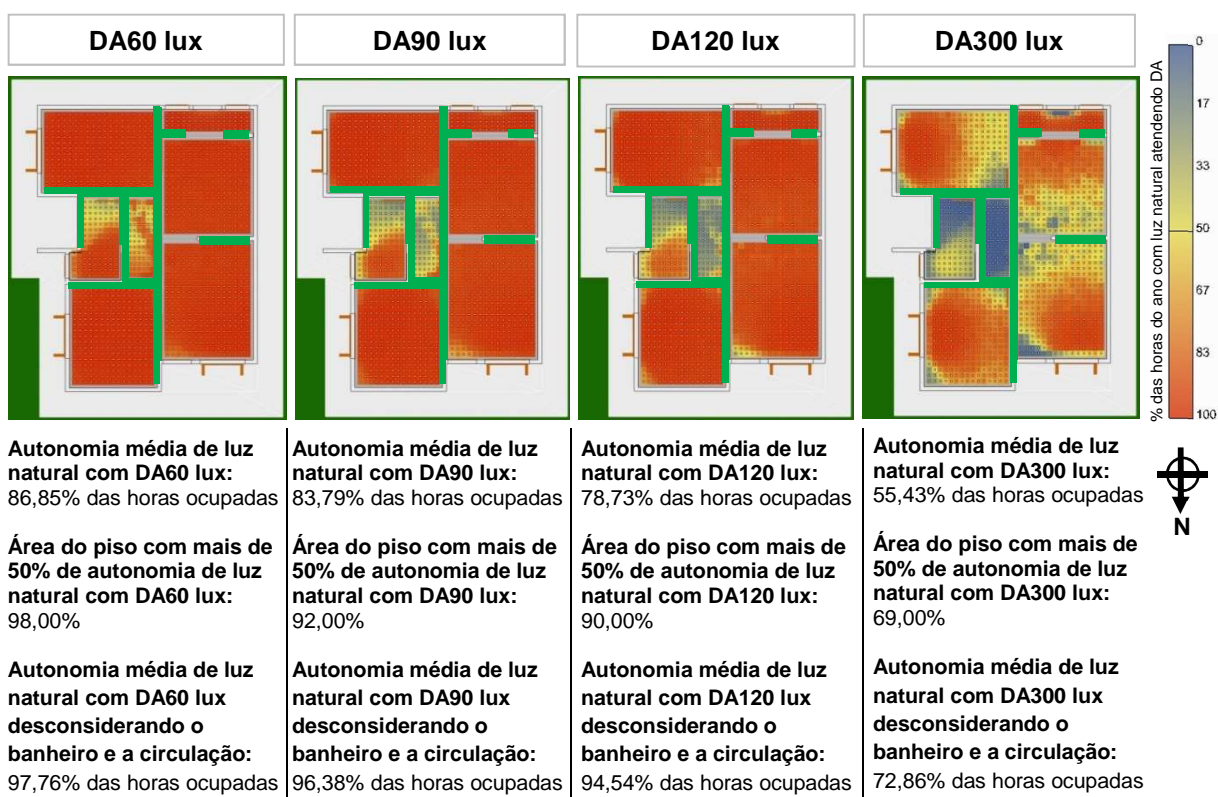 DA60 lux
DA90 lux
DA120 lux
DA300 lux
% das horas do ano com luz natural atendendo DA
0
17
33
50
67
83
100
N
Autonomia média de luz
natural com DA60 lux:
86,85% das horas ocupadas
Área do piso com mais de
50% de autonomia de luz
natural com DA60 lux:
98,00%
Autonomia média de luz
natural com DA60 lux
desconsiderando o
banheiro e a circulação:
97,76% das horas ocupadas
Autonomia média de luz
natural com DA90 lux:
83,79% das horas ocupadas
Área do piso com mais de
50% de autonomia de luz
natural com DA90 lux:
92,00%
Autonomia média de luz
natural com DA90 lux
desconsiderando o
banheiro e a circulação:
96,38% das horas ocupadas
Autonomia média de luz
natural com DA120 lux:
78,73% das horas ocupadas
Área do piso com mais de
50% de autonomia de luz
natural com DA120 lux:
90,00%
Autonomia média de luz
natural com DA120 lux
desconsiderando o
banheiro e a circulação:
94,54% das horas ocupadas
Autonomia média de luz
natural com DA300 lux:
55,43% das horas ocupadas
Área do piso com mais de
50% de autonomia de luz
natural com DA300 lux:
69,00%
Autonomia média de luz
natural com DA300 lux
desconsiderando o
banheiro e a circulação:
72,86% das horas ocupadas